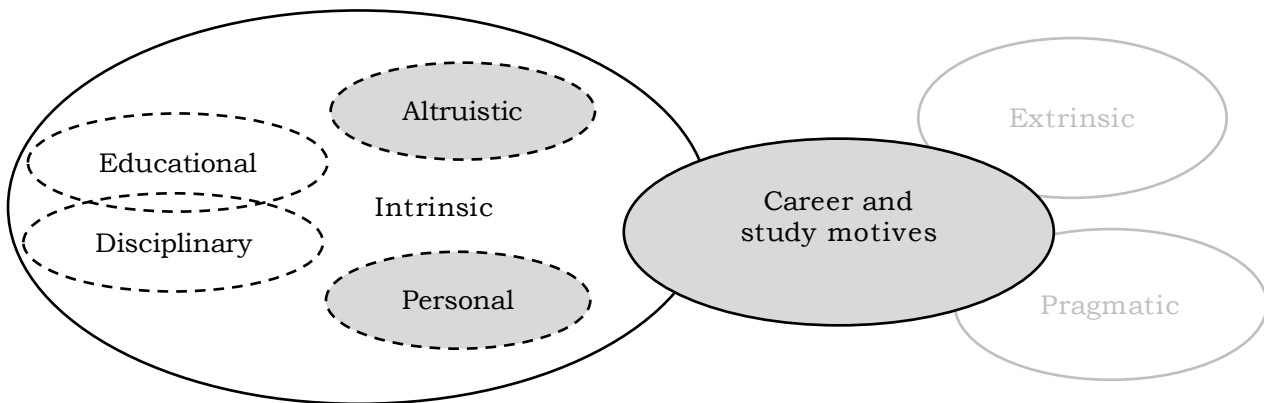 Altruistic
Extrinsic
Educational
Intrinsic
Career and
study motives
Disciplinary
Personal
Pragmatic